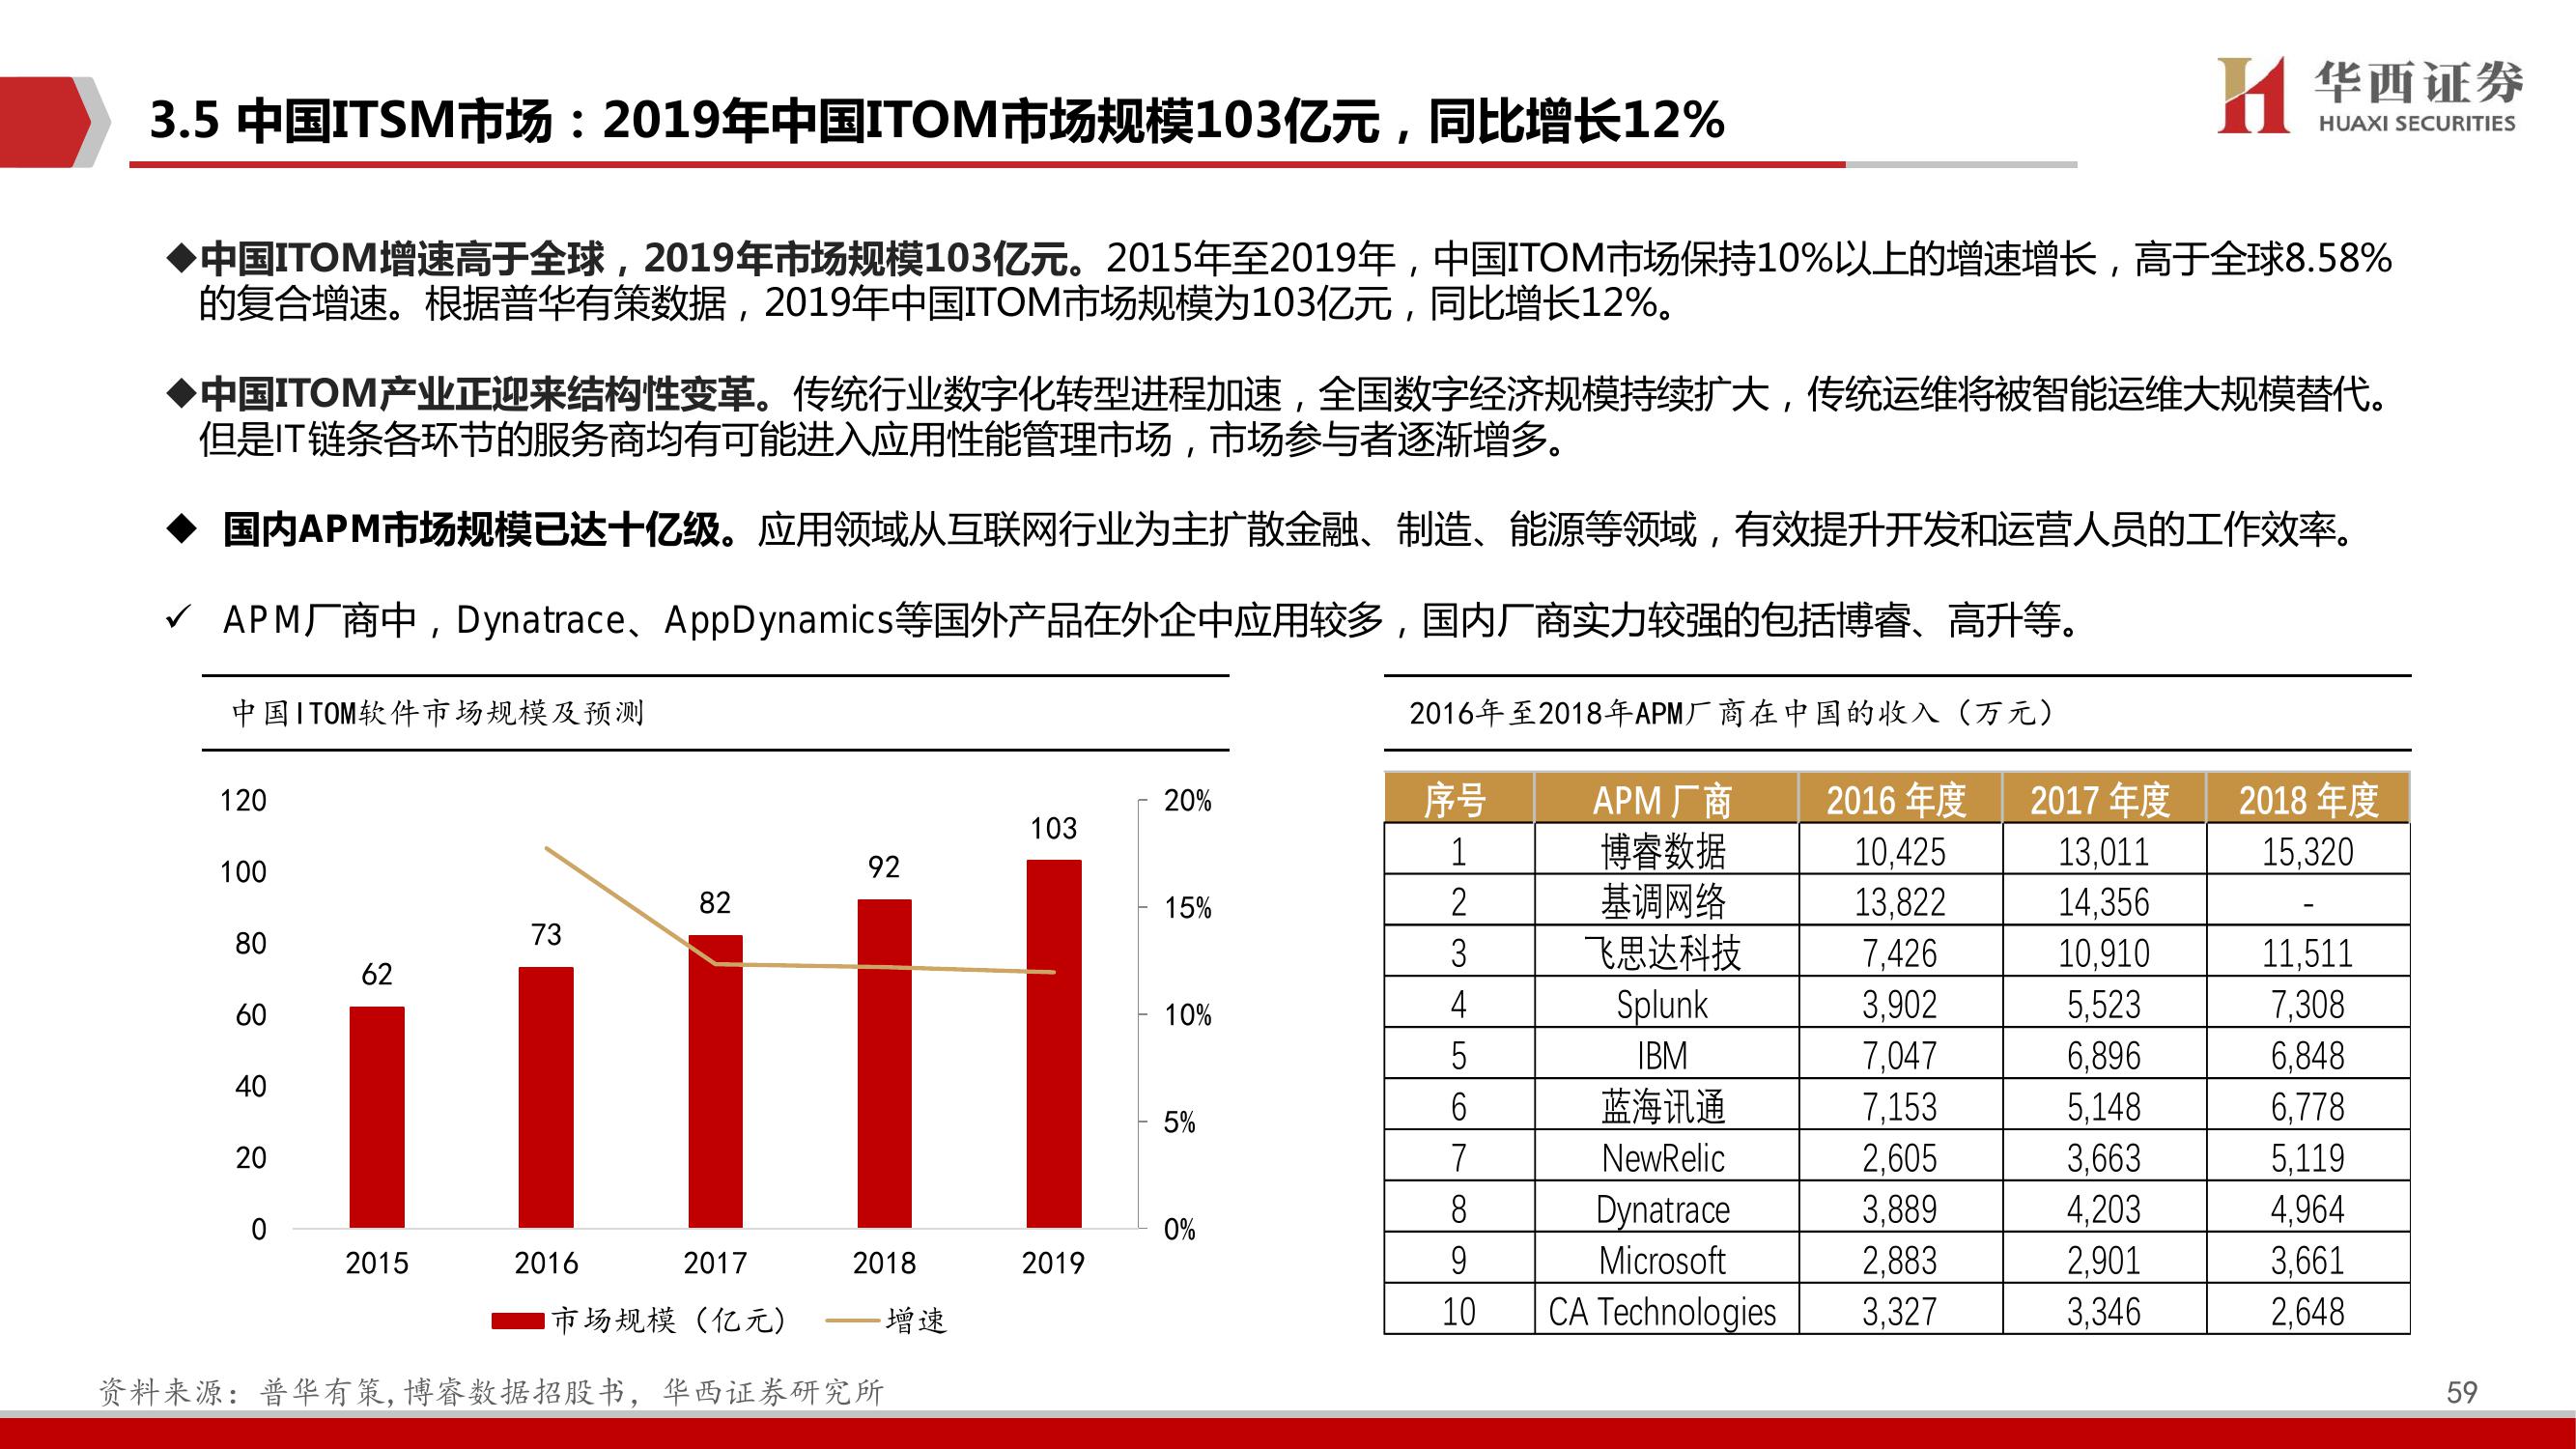 3.5 中国ITSM市场：2019年中国ITOM市场规模103亿元，同比增长12%
华西证券
HUAXI SECURITIES
◆中国ITOM增速高于全球，2019年市场规模103亿元。2015年至2019年，中国ITOM市场保持10%以上的增速增长，高于全球8.58%
的复合增速。根据普华有策数据，2019年中国ITOM市场规模为103亿元，同比增长12%。
◆中国ITOM产业正迎来结构性变革。传统行业数字化转型进程加速，全国数字经济规模持续扩大，传统运维将被智能运维大规模替代。
但是IT链条各环节的服务商均有可能进入应用性能管理市场，市场参与者逐渐增多。
◆ 国内APM市场规模已达十亿级。应用领域从互联网行业为主扩散金融、制造、能源等领域，有效提升开发和运营人员的工作效率。
✓ APM厂商中，Dynatrace、AppDynamics等国外产品在外企中应用较多，国内厂商实力较强的包括博睿、高升等。
中国ITOM软件市场规模及预测
120 20%
103
100 92
82 15%
80 73
62
60 10%
40 5%
20
0 0%
2015 2016 2017 2018 2019
市场规模（亿元） 增速
2016年至2018年APM厂商在中国的收入（万元）
序号 APM 厂商 2016 年度 2017 年度 2018 年度
1 博睿数据 10,425 13,011 15,320
2 基调网络 13,822 14,356 -
3 飞思达科技 7,426 10,910 11,511
4 Splunk 3,902 5,523 7,308
5 IBM 7,047 6,896 6,848
6 蓝海讯通 7,153 5,148 6,778
7 NewRelic 2,605 3,663 5,119
8 Dynatrace 3,889 4,203 4,964
9 Microsoft 2,883 2,901 3,661
10 CA Technologies 3,327 3,346 2,648
资料来源：普华有策,博睿数据招股书，华西证券研究所
59